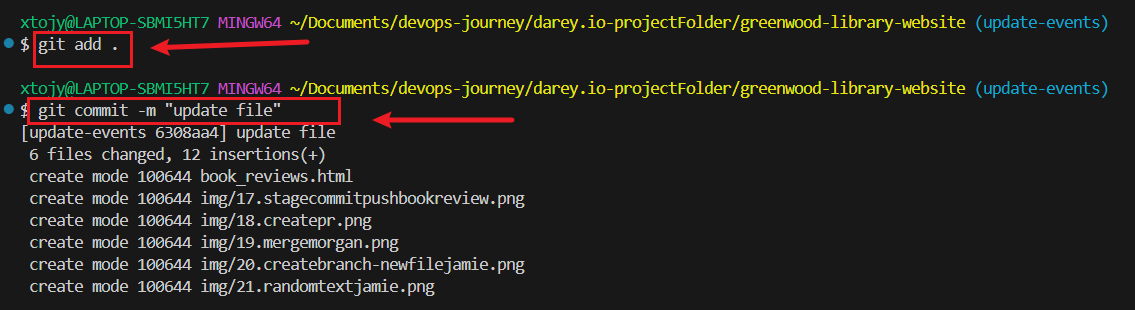 xtojy@LAPTOP-SBMI5HT7 MINGW64 ~/Documents/devops-journey/darey.io-projectFolder/greenwood-library-website (update-events)
$ git add .
xtojy@LAPTOP-SBMI5HT7 MINGW64 ~/Documents/devops-journey/darey.io-projectFolder/greenwood-library-website (update-events)
$ git commit -m "update file"
[update-events 6308aa4] update file
6 files changed, 12 insertions(+)
create mode 100644 book_reviews.html
create mode 100644 img/17.stagecommitpushbookreview.png
create mode 100644 img/18.createpr.png
create mode 100644 img/19.mergemorgan.png
create mode 100644 img/20.createbranch-newfilejamie.png
create mode 100644 img/21.randomtextjamie.png